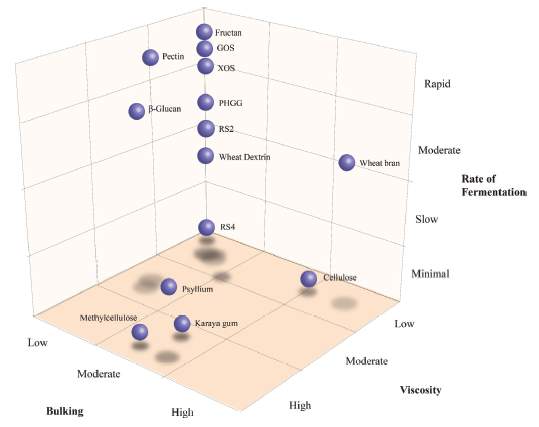 Fructan
GOS
Pectin
XOS
Rapid
PHGG
β-Glucan
RS2
Moderate
Wheat Dextrin
Wheat bran
Rate of
Fermentation
RS4
Slow
Minimal
Cellulose
Psyllium
Methylcellulose
Karaya gum
Low
Low
Moderate
Moderate
Viscosity
High
High
Bulking